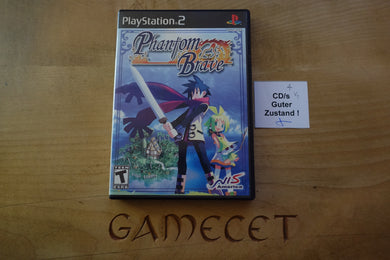 PlayStation 2
Phantom
Brave
CD/s
Guter
Zustand !
T
NIS
America
GAMECET